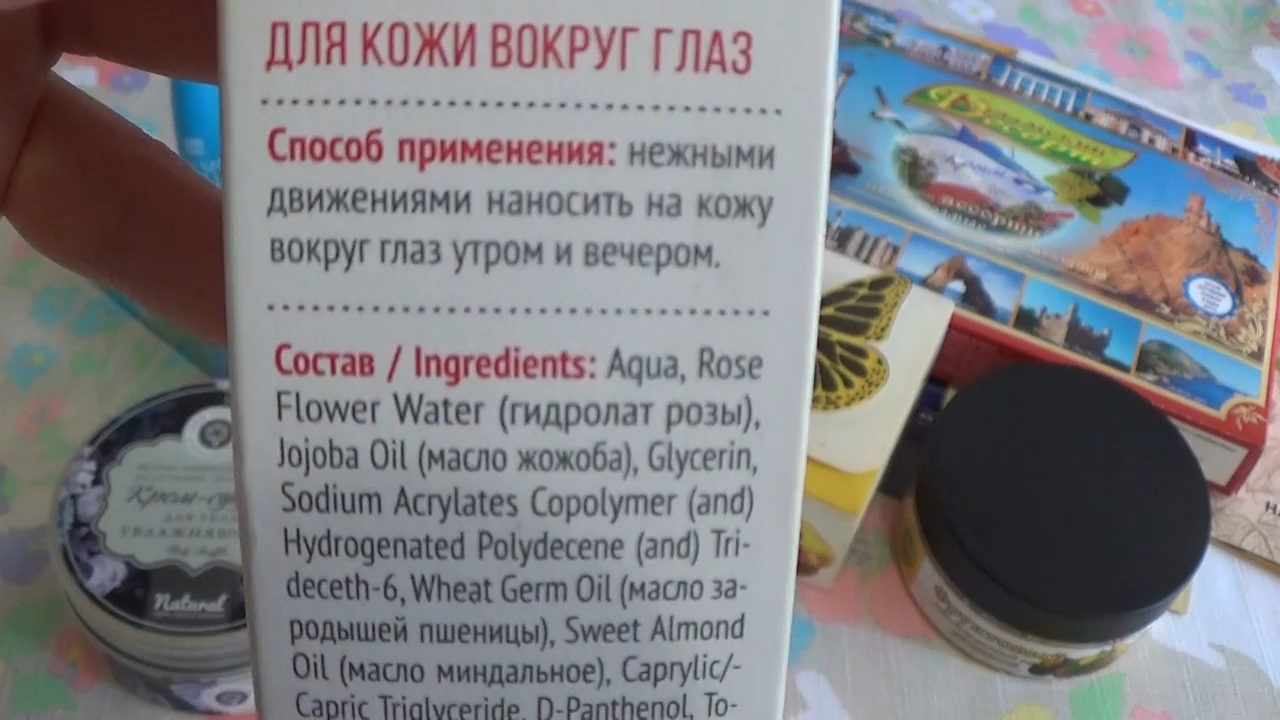 ДЛЯ КОЖИ ВОКРУГ ГЛАЗ
Способ применения: нежными
движениями наносить на кожу
вокруг глаз утром и вечером.
Состав / Ingredients: Aqua, Rose
Flower Water (гидролат розы),
Jojoba Oil (масло жожоба), Glycerin,
Sodium Acrylates Copolymer (and)
Hydrogenated Polydecene (and) Tri-
deceth-6, Wheat Germ Oil (масло за-
родышей пшеницы), Sweet Almond
Oil (масло миндальное), Caprylic/-
Capric Triglyceride, D-Panthenol, To-
Natural
Крым